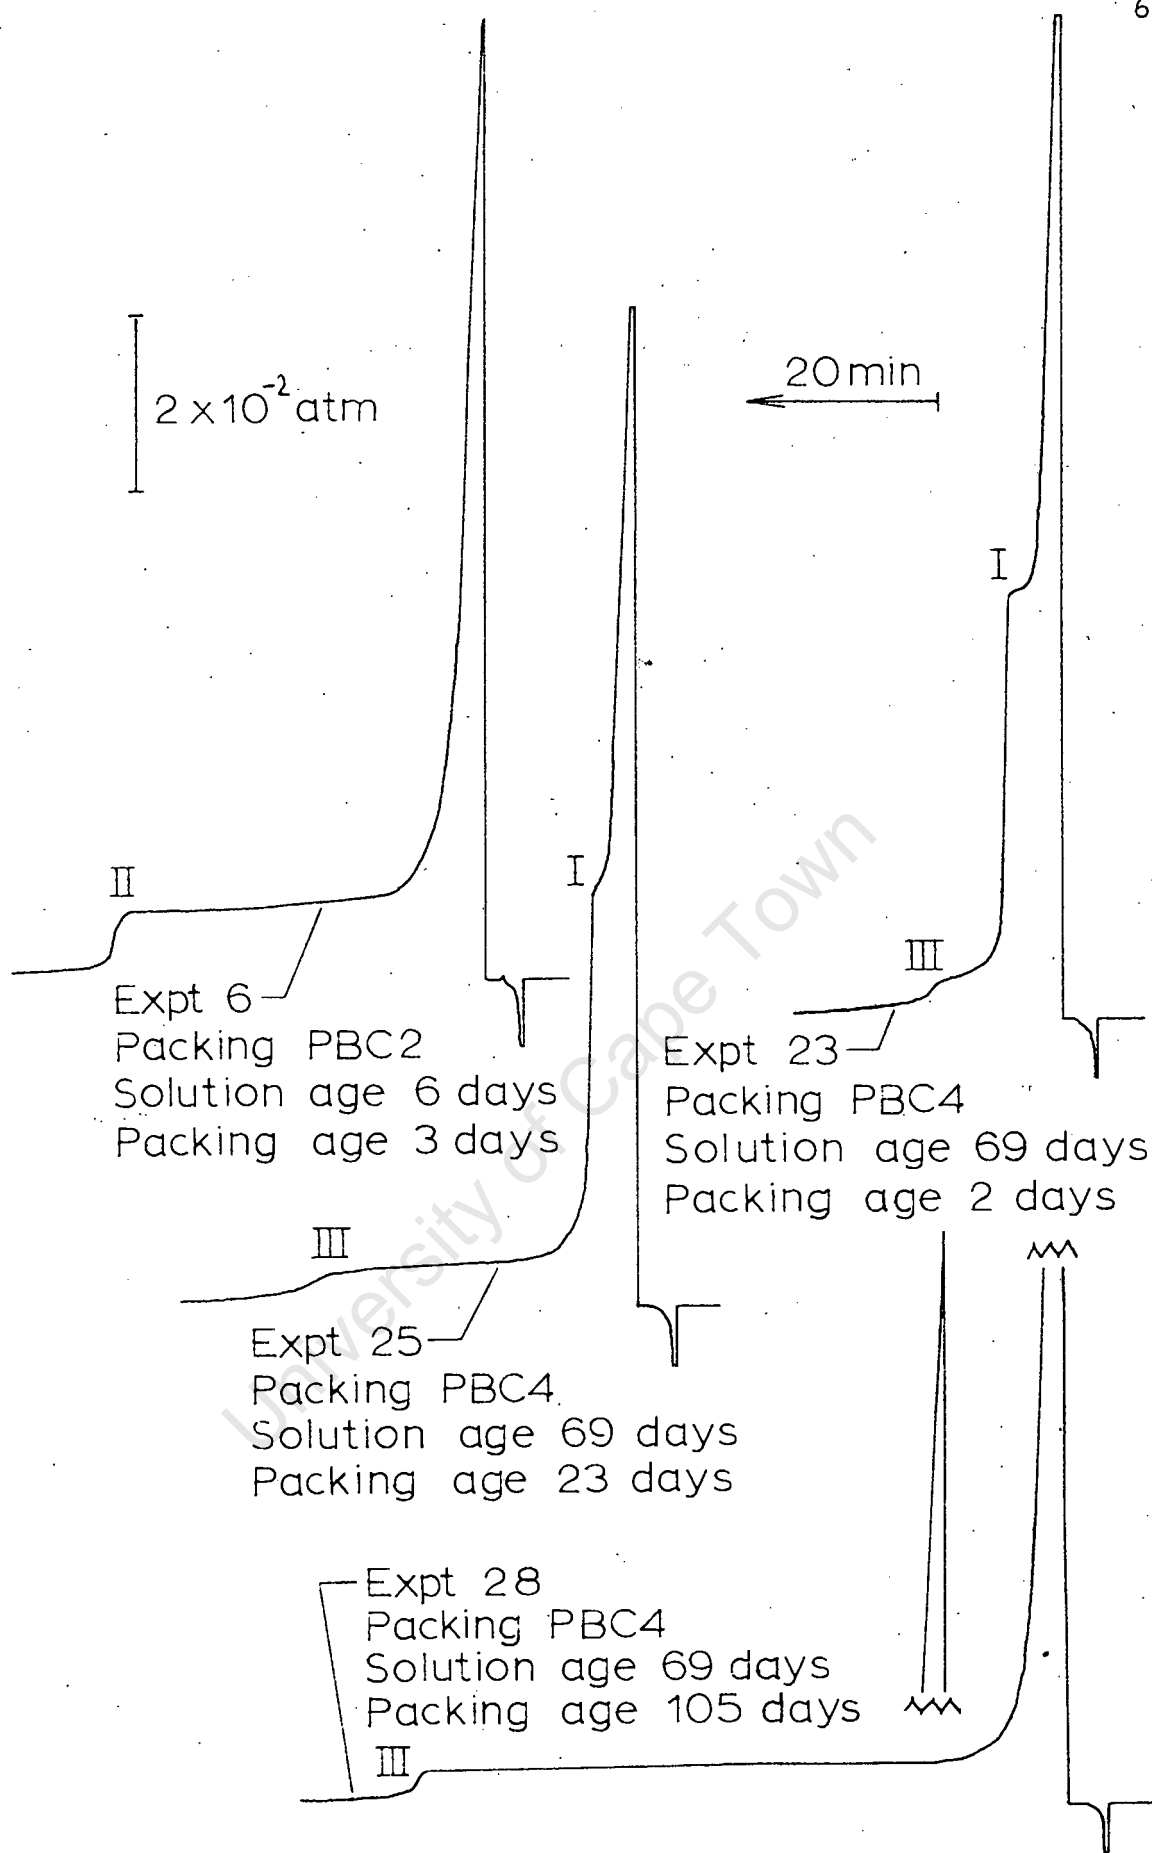 6
2 x 10⁻² atm
20 min
I
II
I
III
Expt 6
Packing PBC2
Solution age 6 days
Packing age 3 days
Expt 23
Packing PBC4
Solution age 69 days
Packing age 2 days
III
Expt 25
Packing PBC4
Solution age 69 days
Packing age 23 days
Expt 28
Packing PBC4
Solution age 69 days
Packing age 105 days
III
University of Cape Town